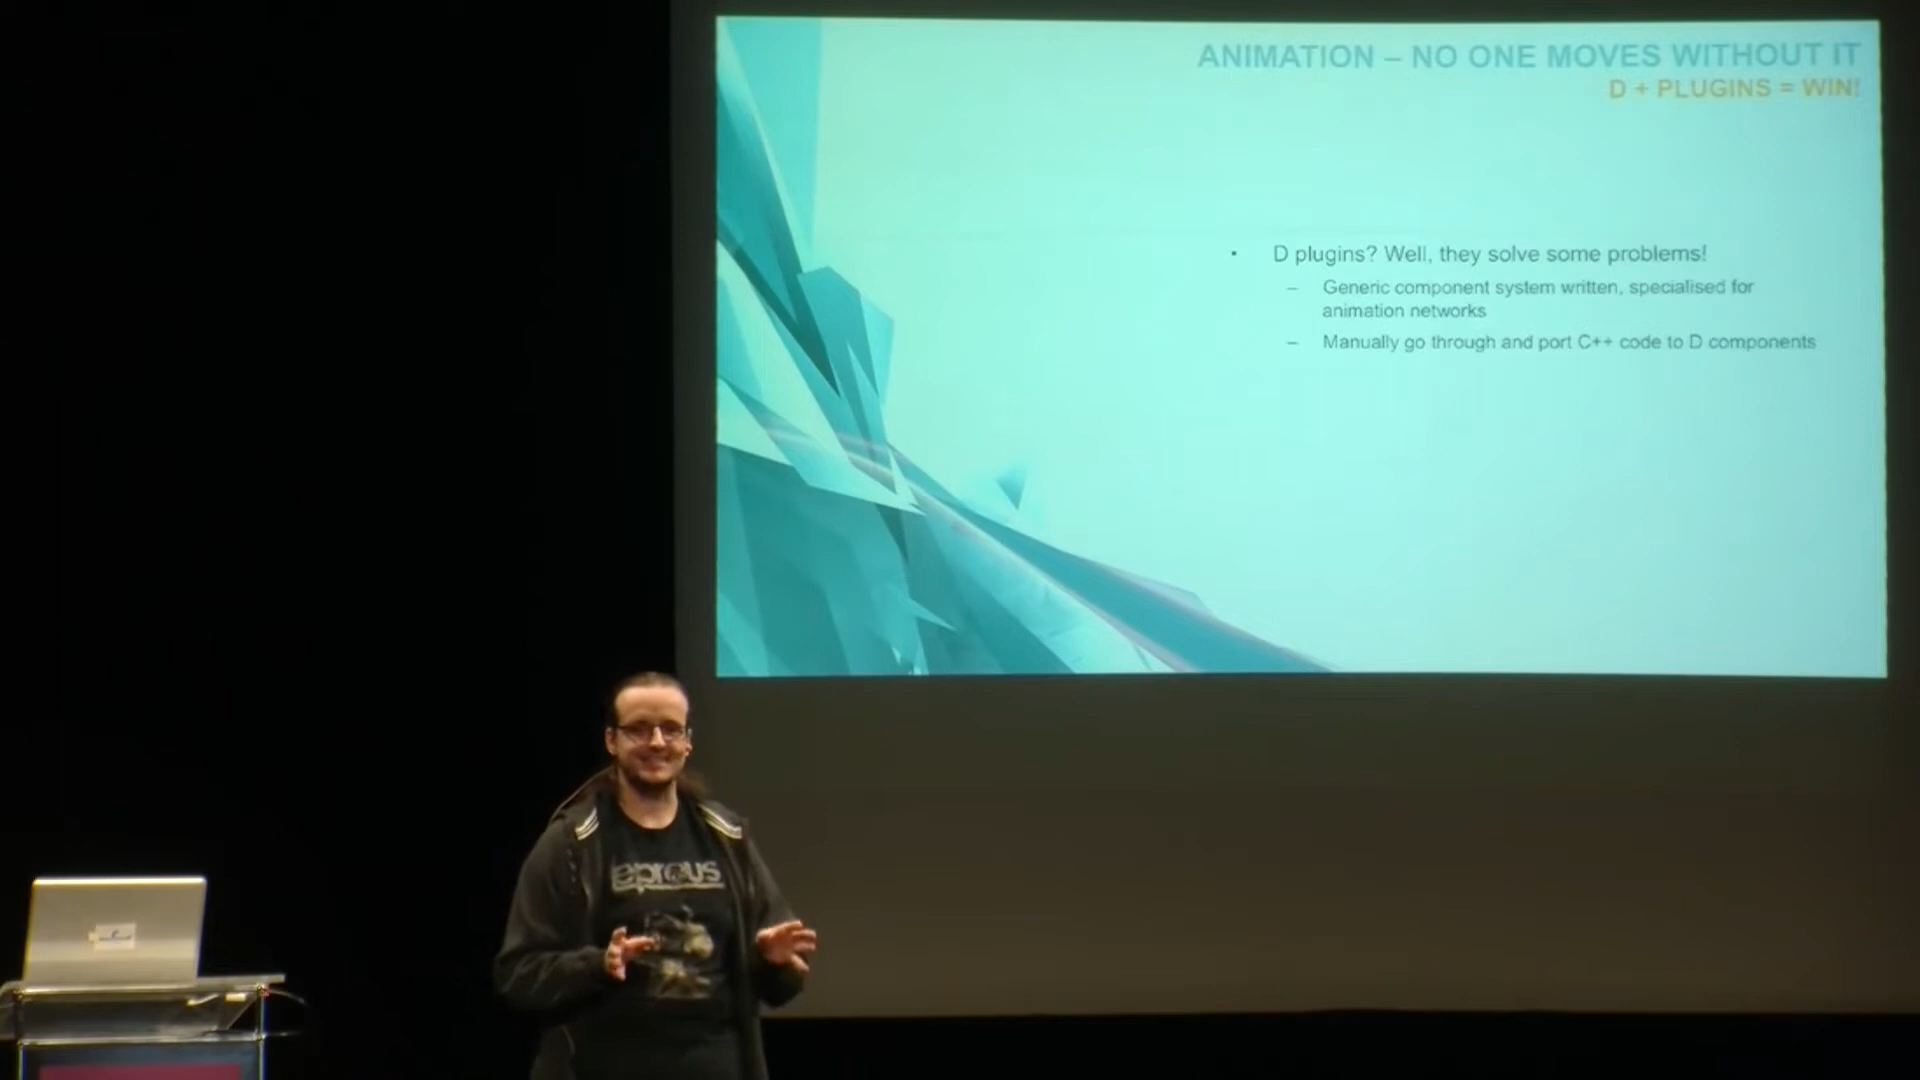 ANIMATION – NO ONE MOVES WITHOUT IT
D + PLUGINS = WIN!
• D plugins? Well, they solve some problems!
– Generic component system written, specialised for
animation networks
– Manually go through and port C++ code to D components
leprous